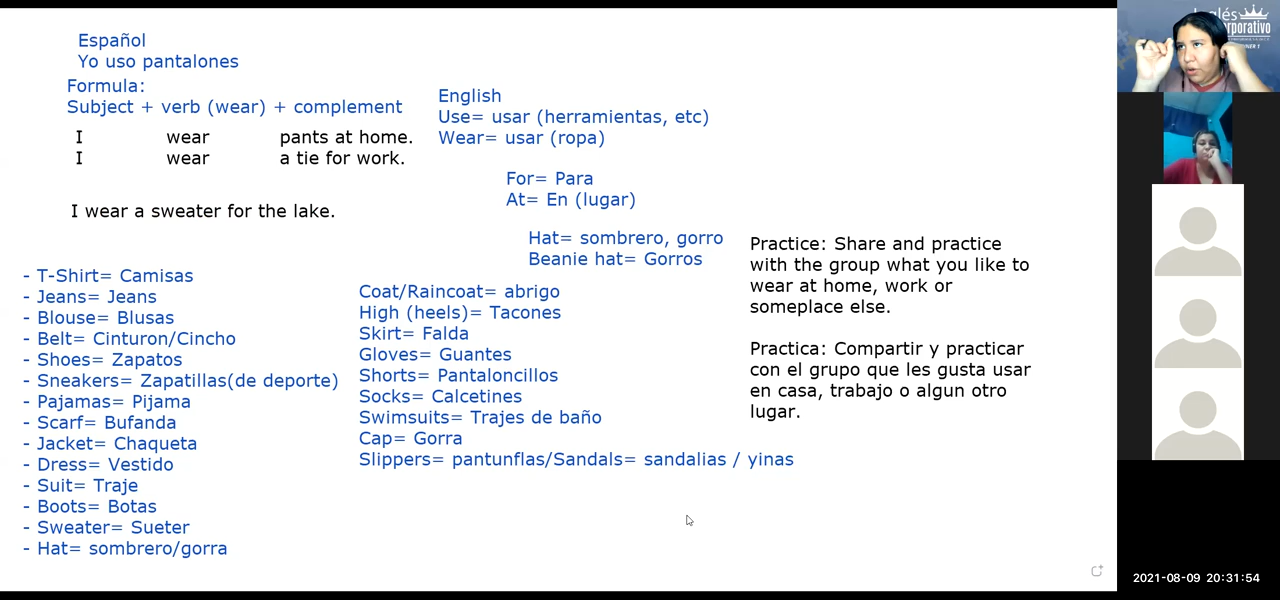 Español
Yo uso pantalones
Formula:
Subject + verb (wear) + complement
I wear pants at home.
I wear a tie for work.
I wear a sweater for the lake.
English
Use= usar (herramientas, etc)
Wear= usar (ropa)
For= Para
At= En (lugar)
Hat= sombrero, gorro
Beanie hat= Gorros
- T-Shirt= Camisas
- Jeans= Jeans
- Blouse= Blusas
- Belt= Cinturon/Cincho
- Shoes= Zapatos
- Sneakers= Zapatillas(de deporte)
- Pajamas= Pijama
- Scarf= Bufanda
- Jacket= Chaqueta
- Dress= Vestido
- Suit= Traje
- Boots= Botas
- Sweater= Sueter
- Hat= sombrero/gorra
Coat/Raincoat= abrigo
High (heels)= Tacones
Skirt= Falda
Gloves= Guantes
Shorts= Pantaloncillos
Socks= Calcetines
Swimsuits= Trajes de baño
Cap= Gorra
Slippers= pantunflas/Sandals= sandalias / yinas
Practice: Share and practice
with the group what you like to
wear at home, work or
someplace else.
Practica: Compartir y practicar
con el grupo que les gusta usar
en casa, trabajo o algun otro
lugar.
2021-08-09 20:31:54